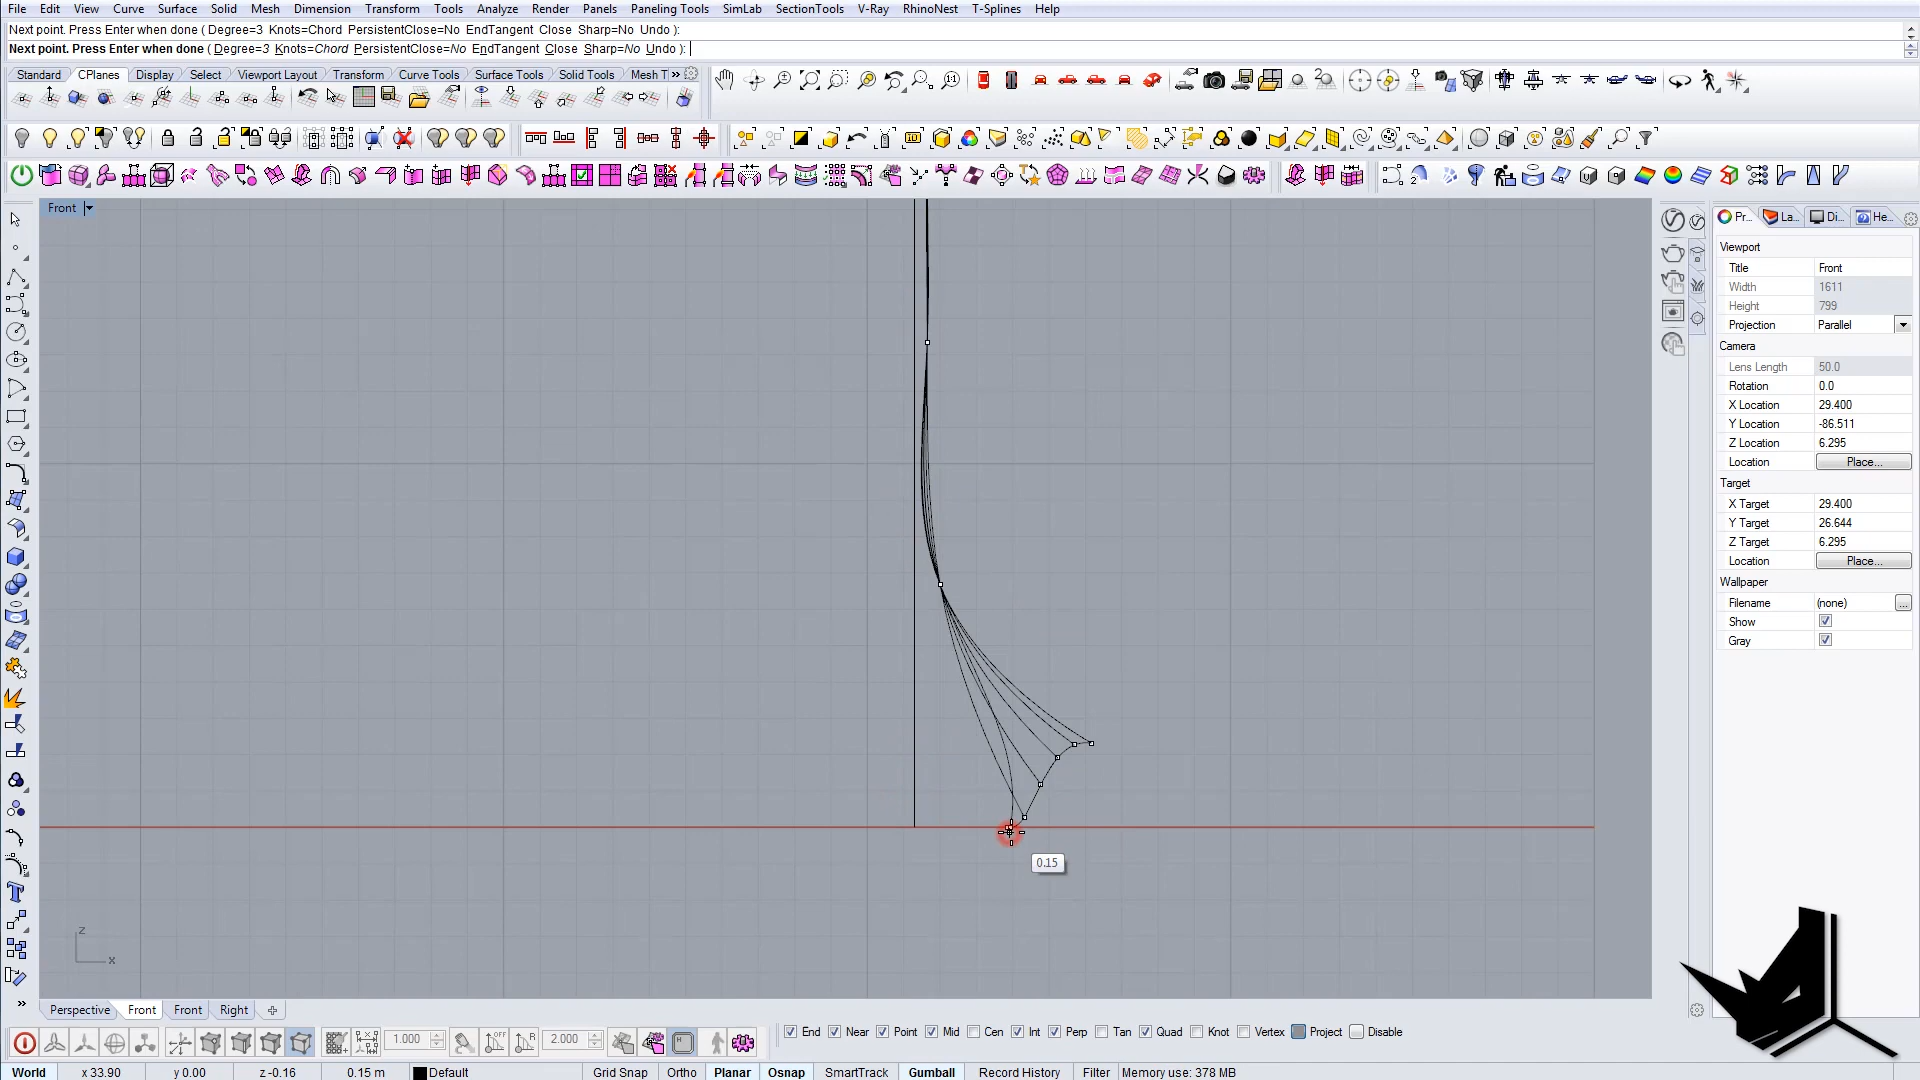 File Edit View Curve Surface Solid Mesh Dimension Transform Tools Analyze Render Panels Paneling Tools SimLab SectionTools V-Ray RhinoNest T-Splines Help
Next point. Press Enter when done ( Degree=3 Knots=Chord PersistentClose=No EndTangent Close Sharp=No Undo ):
Next point. Press Enter when done ( Degree=3 Knots=Chord PersistentClose=No EndTangent Close Sharp=No Undo ):
Standard CPlanes Display Select Viewport Layout Transform Curve Tools Surface Tools Solid Tools Mesh T »
Front
Pr... La... Di... He...
Viewport
Title Front
Width 1611
Height 799
Projection Parallel
Camera
Lens Length 50.0
Rotation 0.0
X Location 29.400
Y Location -86.511
Z Location 6.295
Location Place...
Target
X Target 29.400
Y Target 26.644
Z Target 6.295
Location Place...
Wallpaper
Filename (none) ...
Show
Gray
0.15
z
x
Perspective Front Front Right
1.000 2.000 End Near Point Mid Cen Int Perp Tan Quad Knot Vertex Project Disable
World x 33.90 y 0.00 z -0.16 0.15 m Default Grid Snap Ortho Planar Osnap SmartTrack Gumball Record History Filter Memory use: 378 MB